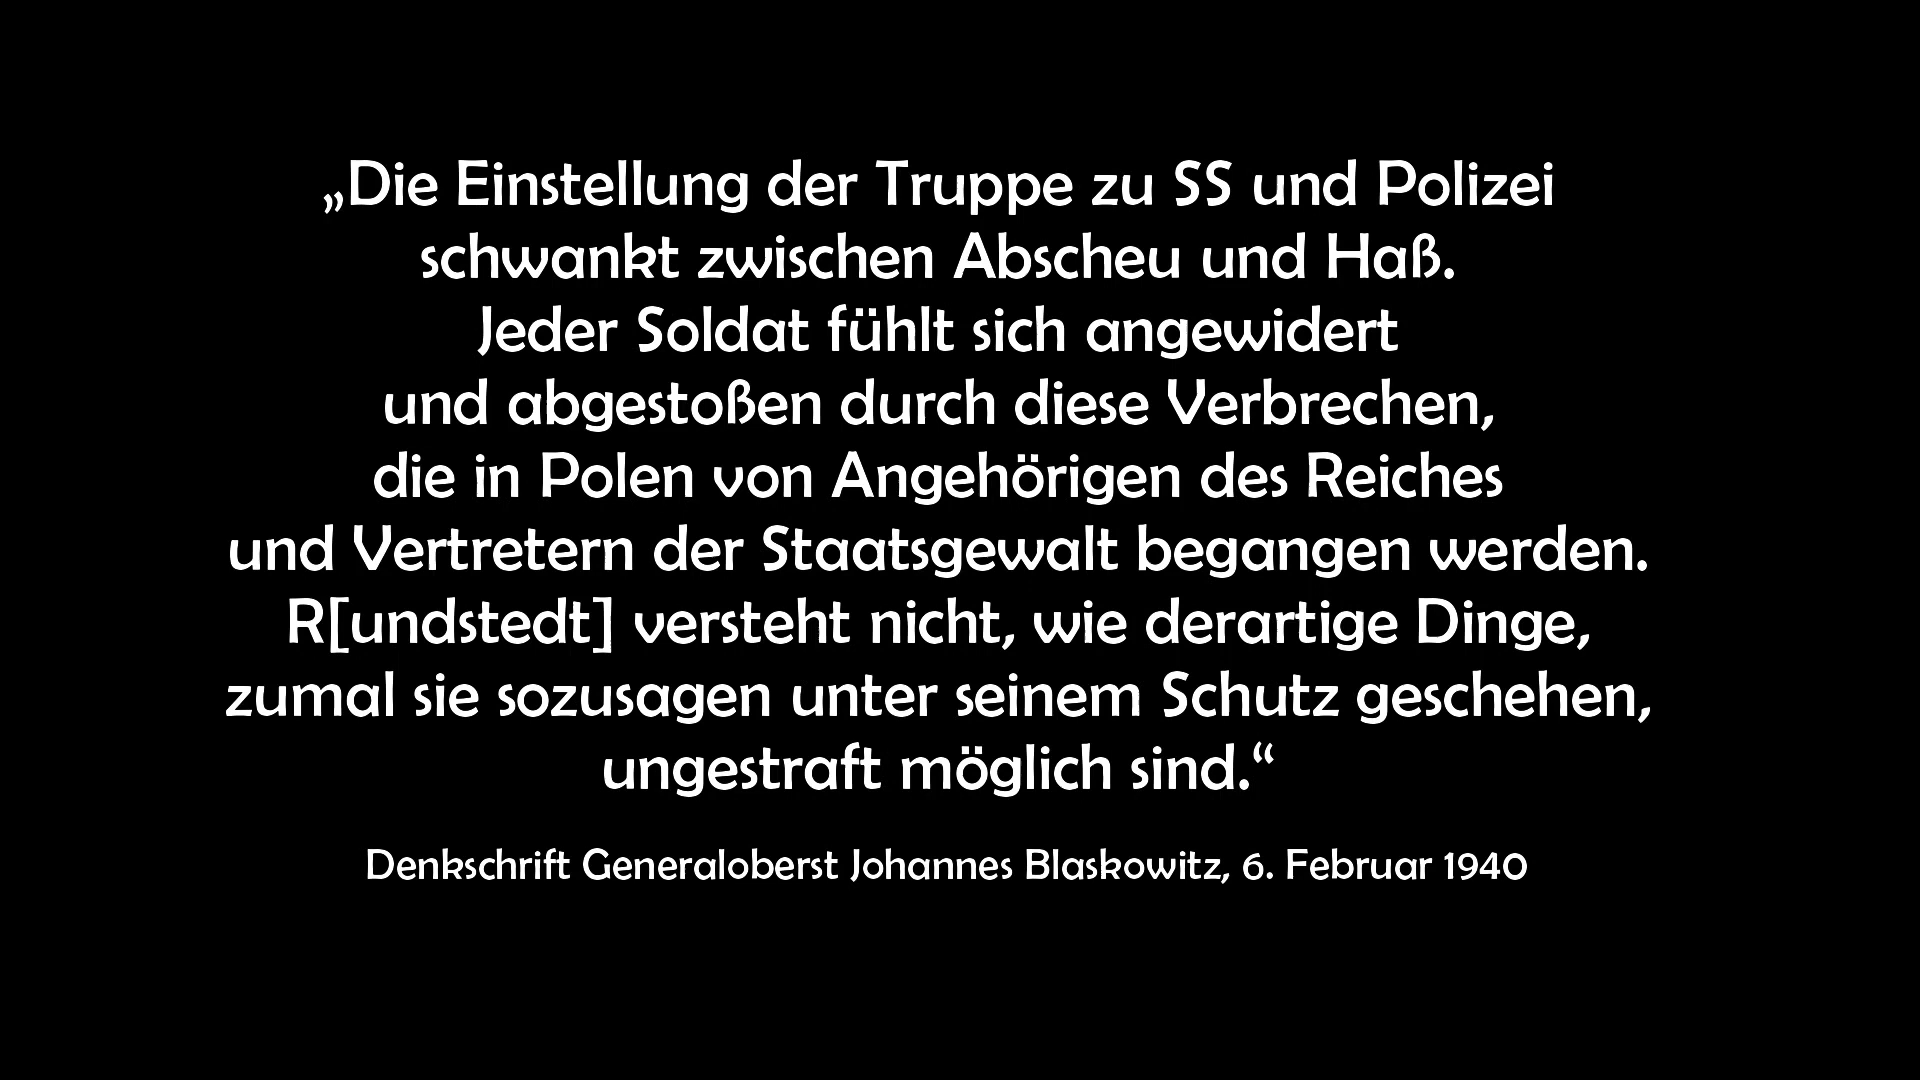 „Die Einstellung der Truppe zu SS und Polizei
schwankt zwischen Abscheu und Haß.
Jeder Soldat fühlt sich angewidert
und abgestoßen durch diese Verbrechen,
die in Polen von Angehörigen des Reiches
und Vertretern der Staatsgewalt begangen werden.
R[undstedt] versteht nicht, wie derartige Dinge,
zumal sie sozusagen unter seinem Schutz geschehen,
ungestraft möglich sind.“
Denkschrift Generaloberst Johannes Blaskowitz, 6. Februar 1940